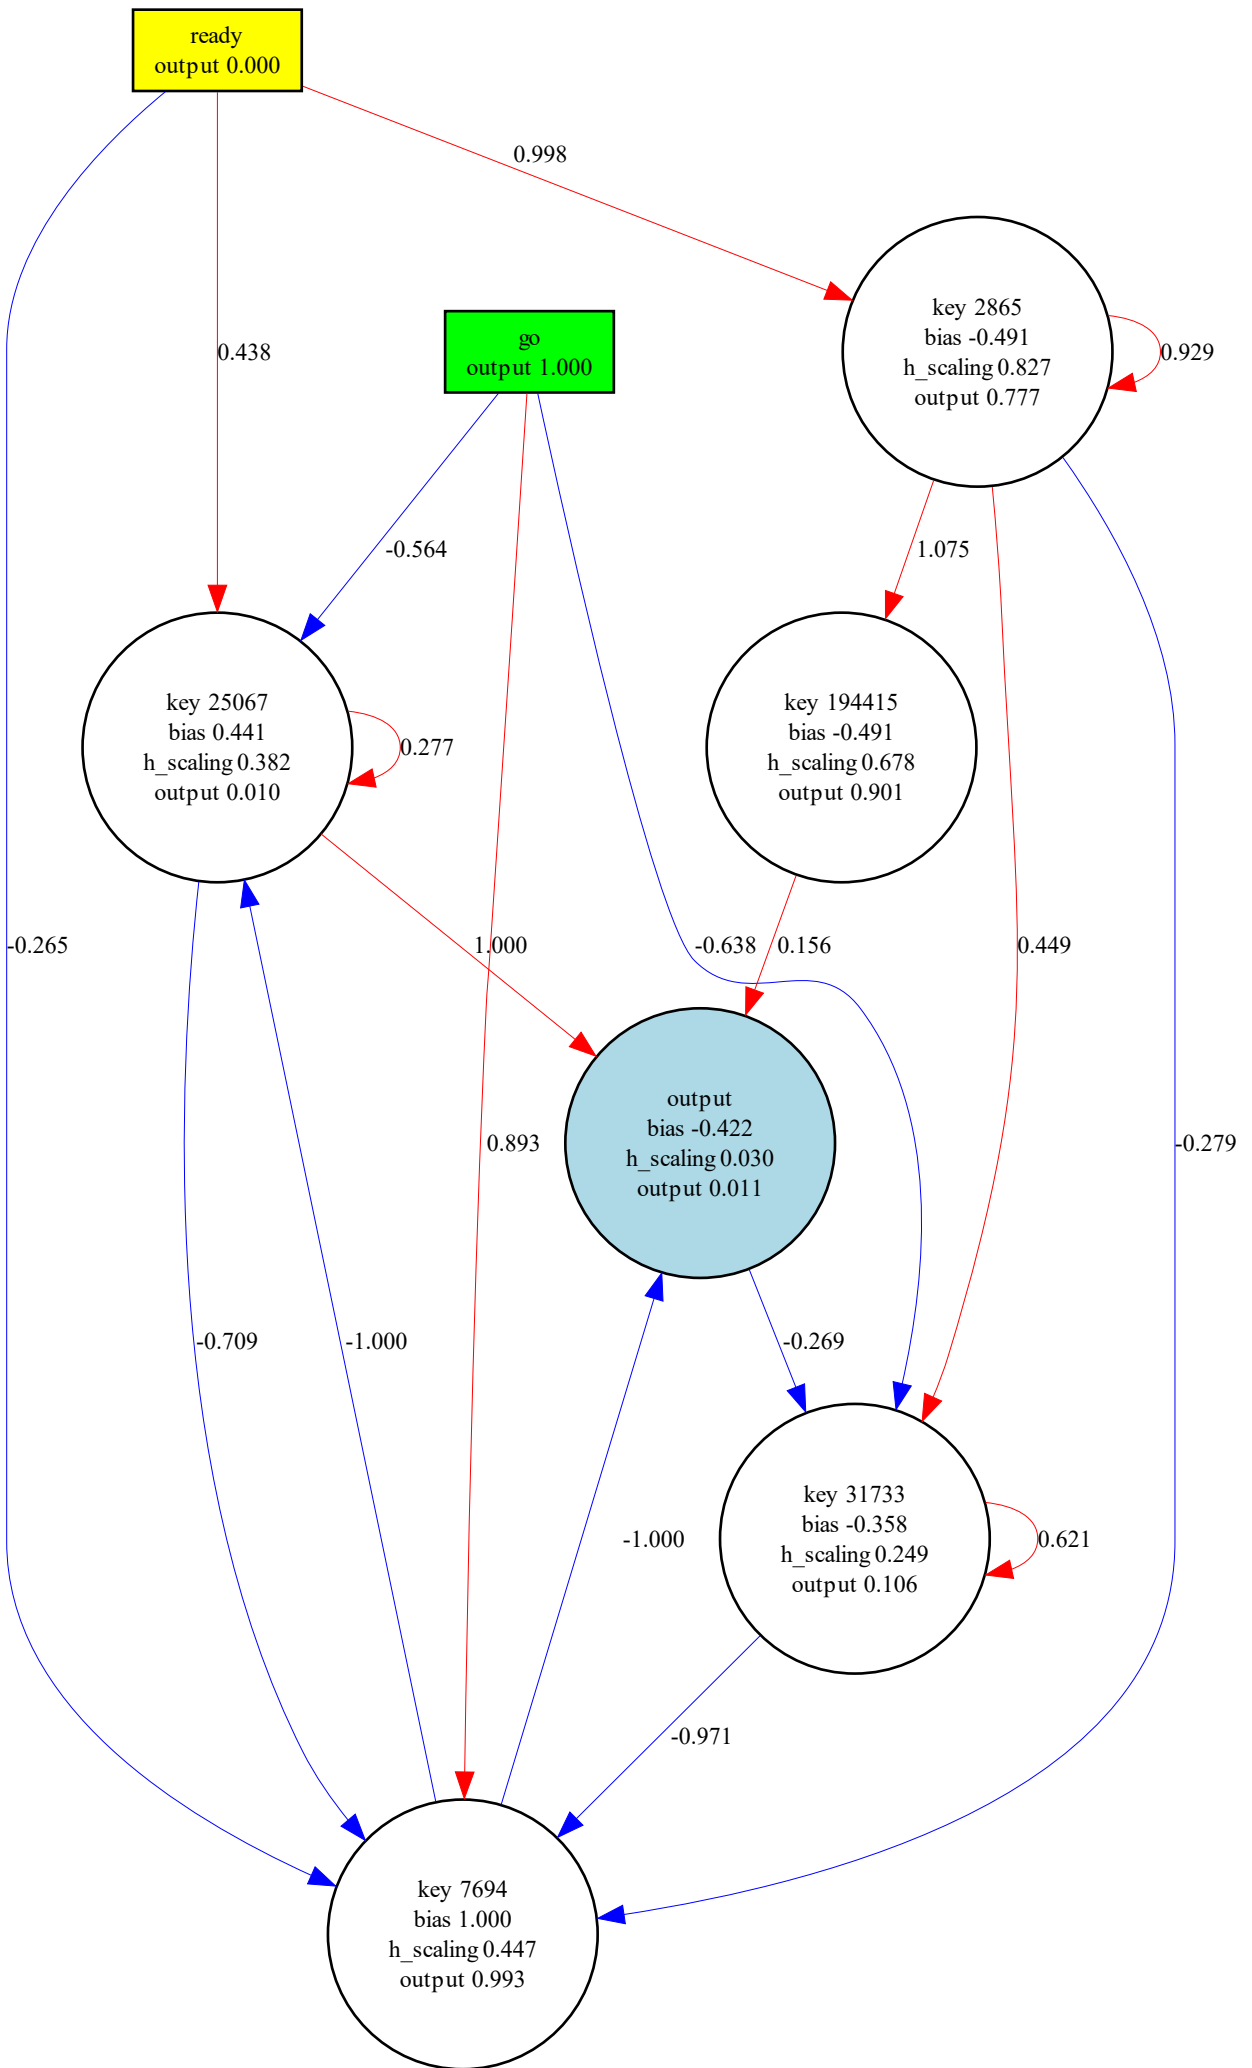 ready
output 0.000
0.998
key 2865
bias -0.491
h_scaling 0.827
output 0.777
0.929
go
output 1.000
0.438
-0.564
1.075
key 25067
bias 0.441
h_scaling 0.382
output 0.010
0.277
key 194415
bias -0.491
h_scaling 0.678
output 0.901
-0.265
1.000
-0.638
0.156
0.449
output
bias -0.422
h_scaling 0.030
output 0.011
0.893
-0.279
-0.709
-1.000
-0.269
-1.000
key 31733
bias -0.358
h_scaling 0.249
output 0.106
0.621
-0.971
key 7694
bias 1.000
h_scaling 0.447
output 0.993